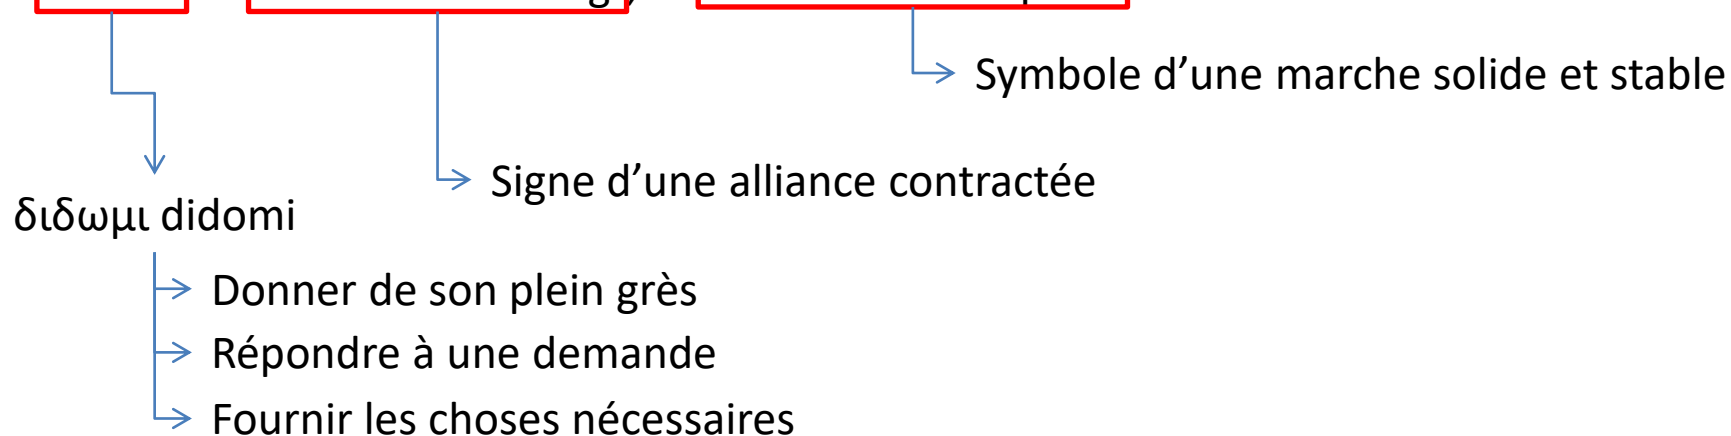 Symbole d’une marche solide et stable
Signe d’une alliance contractée
διδωμι didomi
Donner de son plein grès
Répondre à une demande
Fournir les choses nécessaires